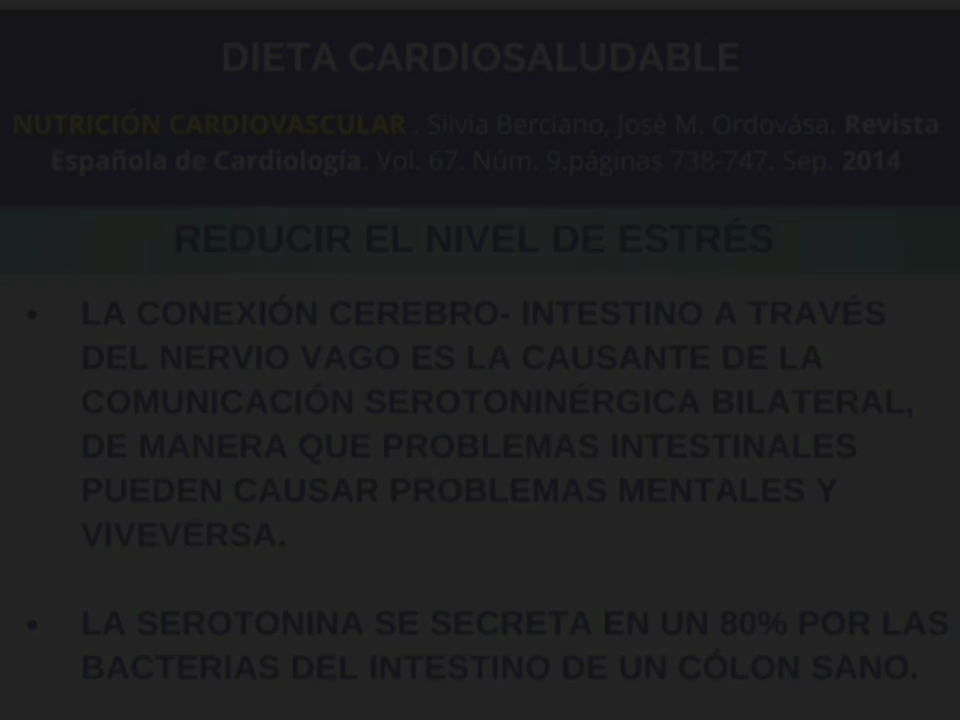 DIETA CARDIOSALUDABLE
NUTRICIÓN CARDIOVASCULAR . Silvia Berciano, José M. Ordovása. Revista
Española de Cardiología. Vol. 67. Núm. 9.páginas 738-747. Sep. 2014
REDUCIR EL NIVEL DE ESTRÉS
• LA CONEXIÓN CEREBRO- INTESTINO A TRAVÉS
DEL NERVIO VAGO ES LA CAUSANTE DE LA
COMUNICACIÓN SEROTONINÉRGICA BILATERAL,
DE MANERA QUE PROBLEMAS INTESTINALES
PUEDEN CAUSAR PROBLEMAS MENTALES Y
VIVEVERSA.
• LA SEROTONINA SE SECRETA EN UN 80% POR LAS
BACTERIAS DEL INTESTINO DE UN CÓLON SANO.